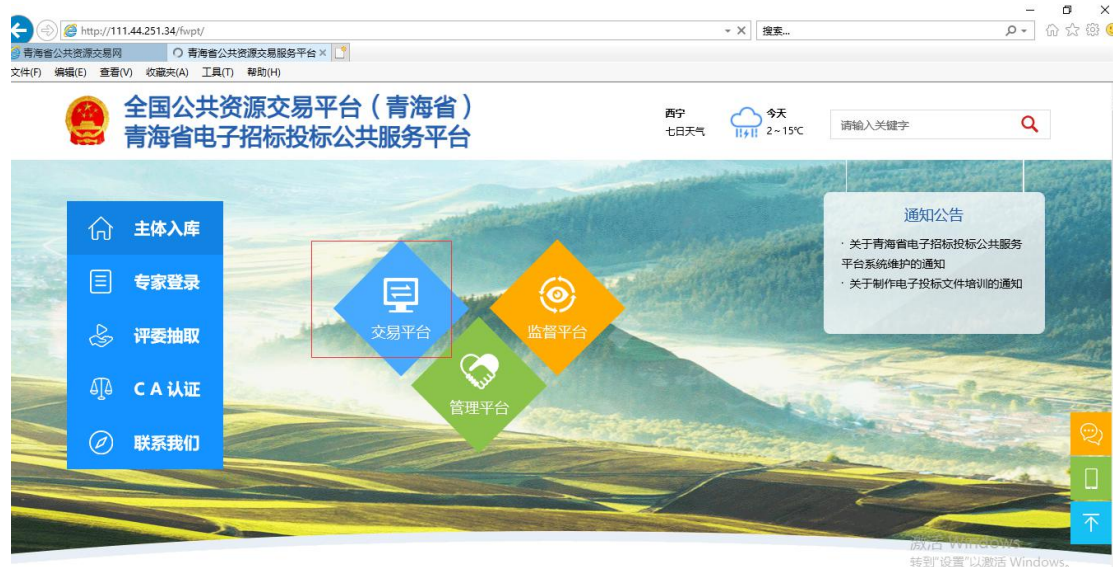 http://111.44.251.34/fwpt/
搜索...
青海省公共资源交易网
青海省公共资源交易服务平台
文件(F) 编辑(E) 查看(V) 收藏夹(A) 工具(T) 帮助(H)
全国公共资源交易平台（青海省）
青海省电子招标投标公共服务平台
西宁
七日天气
今天
2~15℃
请输入关键字
主体入库
专家登录
评委抽取
C A 认证
联系我们
交易平台
监督平台
管理平台
通知公告
· 关于青海省电子招标投标公共服务
平台系统维护的通知
· 关于制作电子投标文件培训的通知
激活 Windows
转到"设置"以激活 Windows。